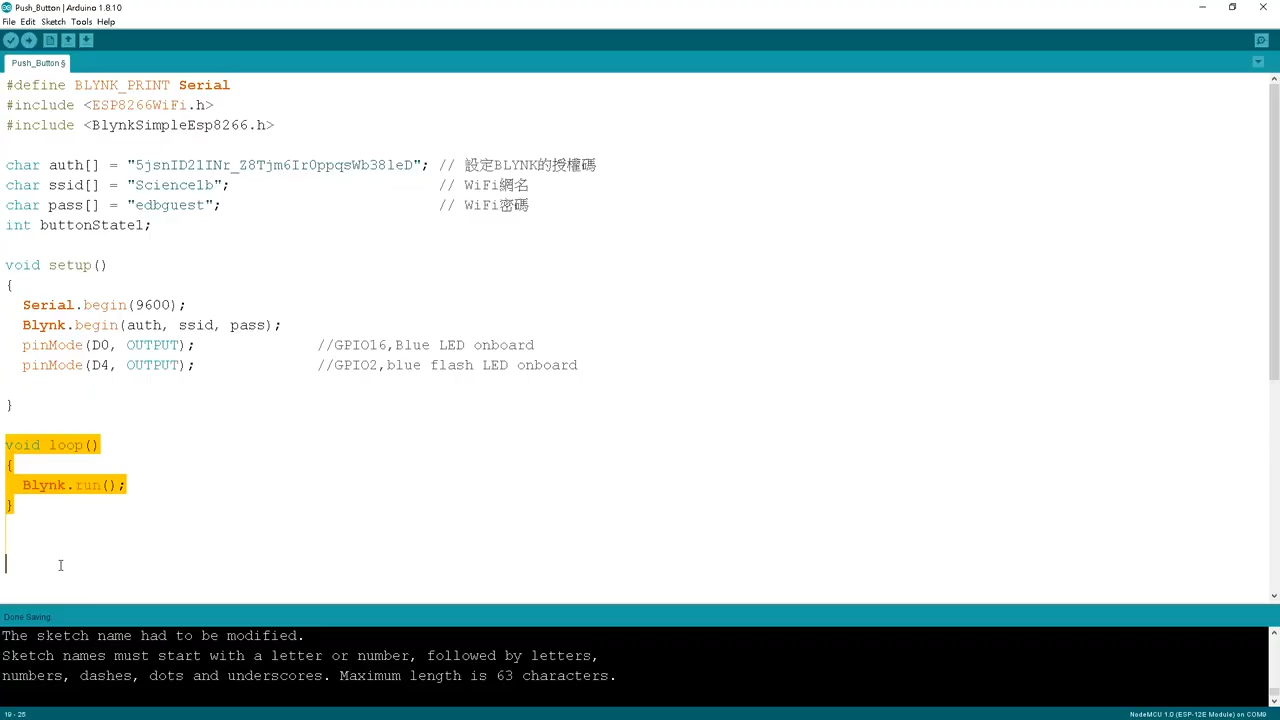 Push_Button | Arduino 1.8.10
File Edit Sketch Tools Help
Push_Button §
#define BLYNK_PRINT Serial
#include <ESP8266WiFi.h>
#include <BlynkSimpleEsp8266.h>
char auth[] = "5jsnID21INr_Z8Tjm6Ir0ppqsWb38leD"; // 設定BLYNK的授權碼
char ssid[] = "Science1b"; // WiFi網名
char pass[] = "edbguest"; // WiFi密碼
int buttonState1;
void setup()
{
Serial.begin(9600);
Blynk.begin(auth, ssid, pass);
pinMode(D0, OUTPUT); //GPIO16,Blue LED onboard
pinMode(D4, OUTPUT); //GPIO2,blue flash LED onboard
}
void loop()
{
Blynk.run();
}
Done Saving
The sketch name had to be modified.
Sketch names must start with a letter or number, followed by letters,
numbers, dashes, dots and underscores. Maximum length is 63 characters.
19 - 25 NodeMCU 1.0 (ESP-12E Module) on COM9